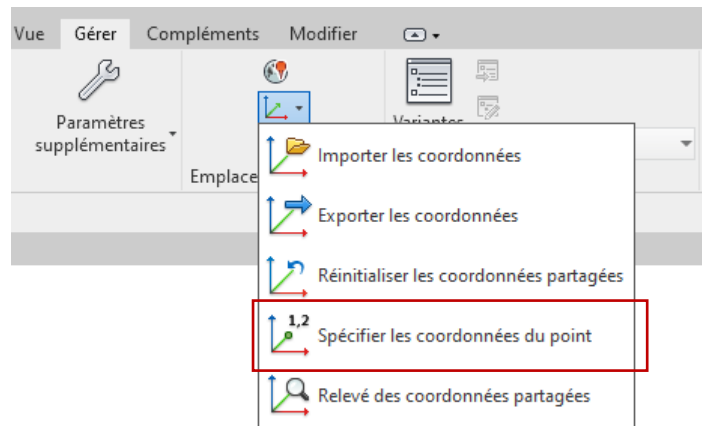 Vue Gérer Compléments Modifier
Paramètres
supplémentaires
Emplace
Importer les coordonnées
Exporter les coordonnées
Réinitialiser les coordonnées partagées
1,2
Spécifier les coordonnées du point
Relevé des coordonnées partagées
Variantes